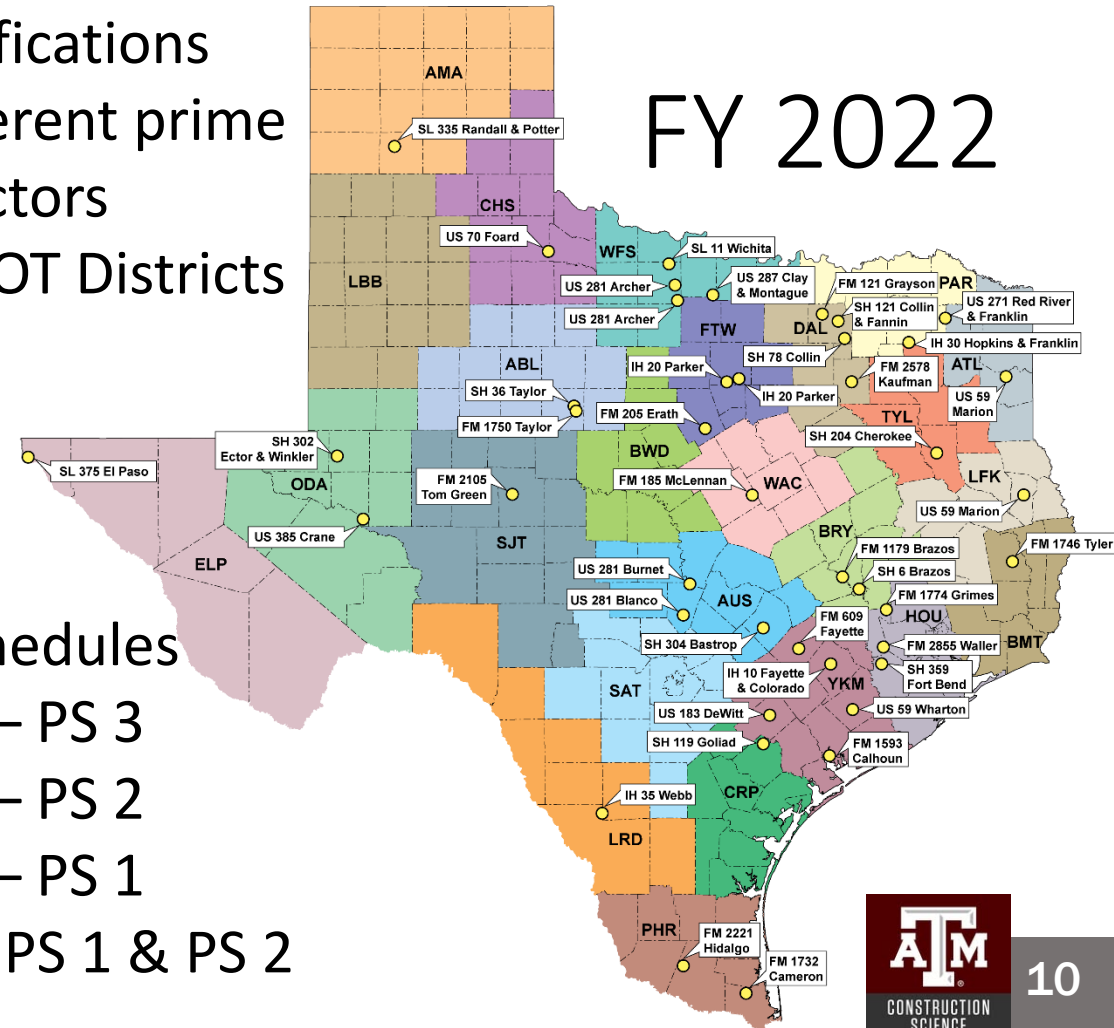 fications
erent prime
ctors
OT Districts
FY 2022
AMA
SL 335 Randall & Potter
CHS
US 70 Foard
LBB
WFS
SL 11 Wichita
US 281 Archer
US 281 Archer
US 287 Clay
& Montague
FM 121 Grayson
PAR
SH 121 Collin
& Fannin
US 271 Red River
& Franklin
FTW
DAL
SH 78 Collin
IH 30 Hopkins & Franklin
ABL
IH 20 Parker
IH 20 Parker
FM 2578
Kaufman
ATL
US 59
Marion
SH 36 Taylor
FM 1750 Taylor
FM 205 Erath
TYL
SH 204 Cherokee
SH 302
Ector & Winkler
SL 375 El Paso
ODA
FM 2105
Tom Green
BWD
FM 185 McLennan
WAC
LFK
US 59 Marion
US 385 Crane
SJT
BRY
FM 1179 Brazos
FM 1746 Tyler
ELP
US 281 Burnet
SH 6 Brazos
US 281 Blanco
AUS
FM 1774 Grimes
HOU
FM 609
Fayette
SH 304 Bastrop
FM 2855 Waller
BMT
IH 10 Fayette
& Colorado
SH 359
Fort Bend
SAT
YKM
US 183 DeWitt
US 59 Wharton
SH 119 Goliad
FM 1593
Calhoun
IH 35 Webb
CRP
LRD
PHR
FM 2221
Hidalgo
FM 1732
Cameron
hedules
– PS 3
– PS 2
– PS 1
PS 1 & PS 2
ATM
CONSTRUCTION
SCIENCE
10